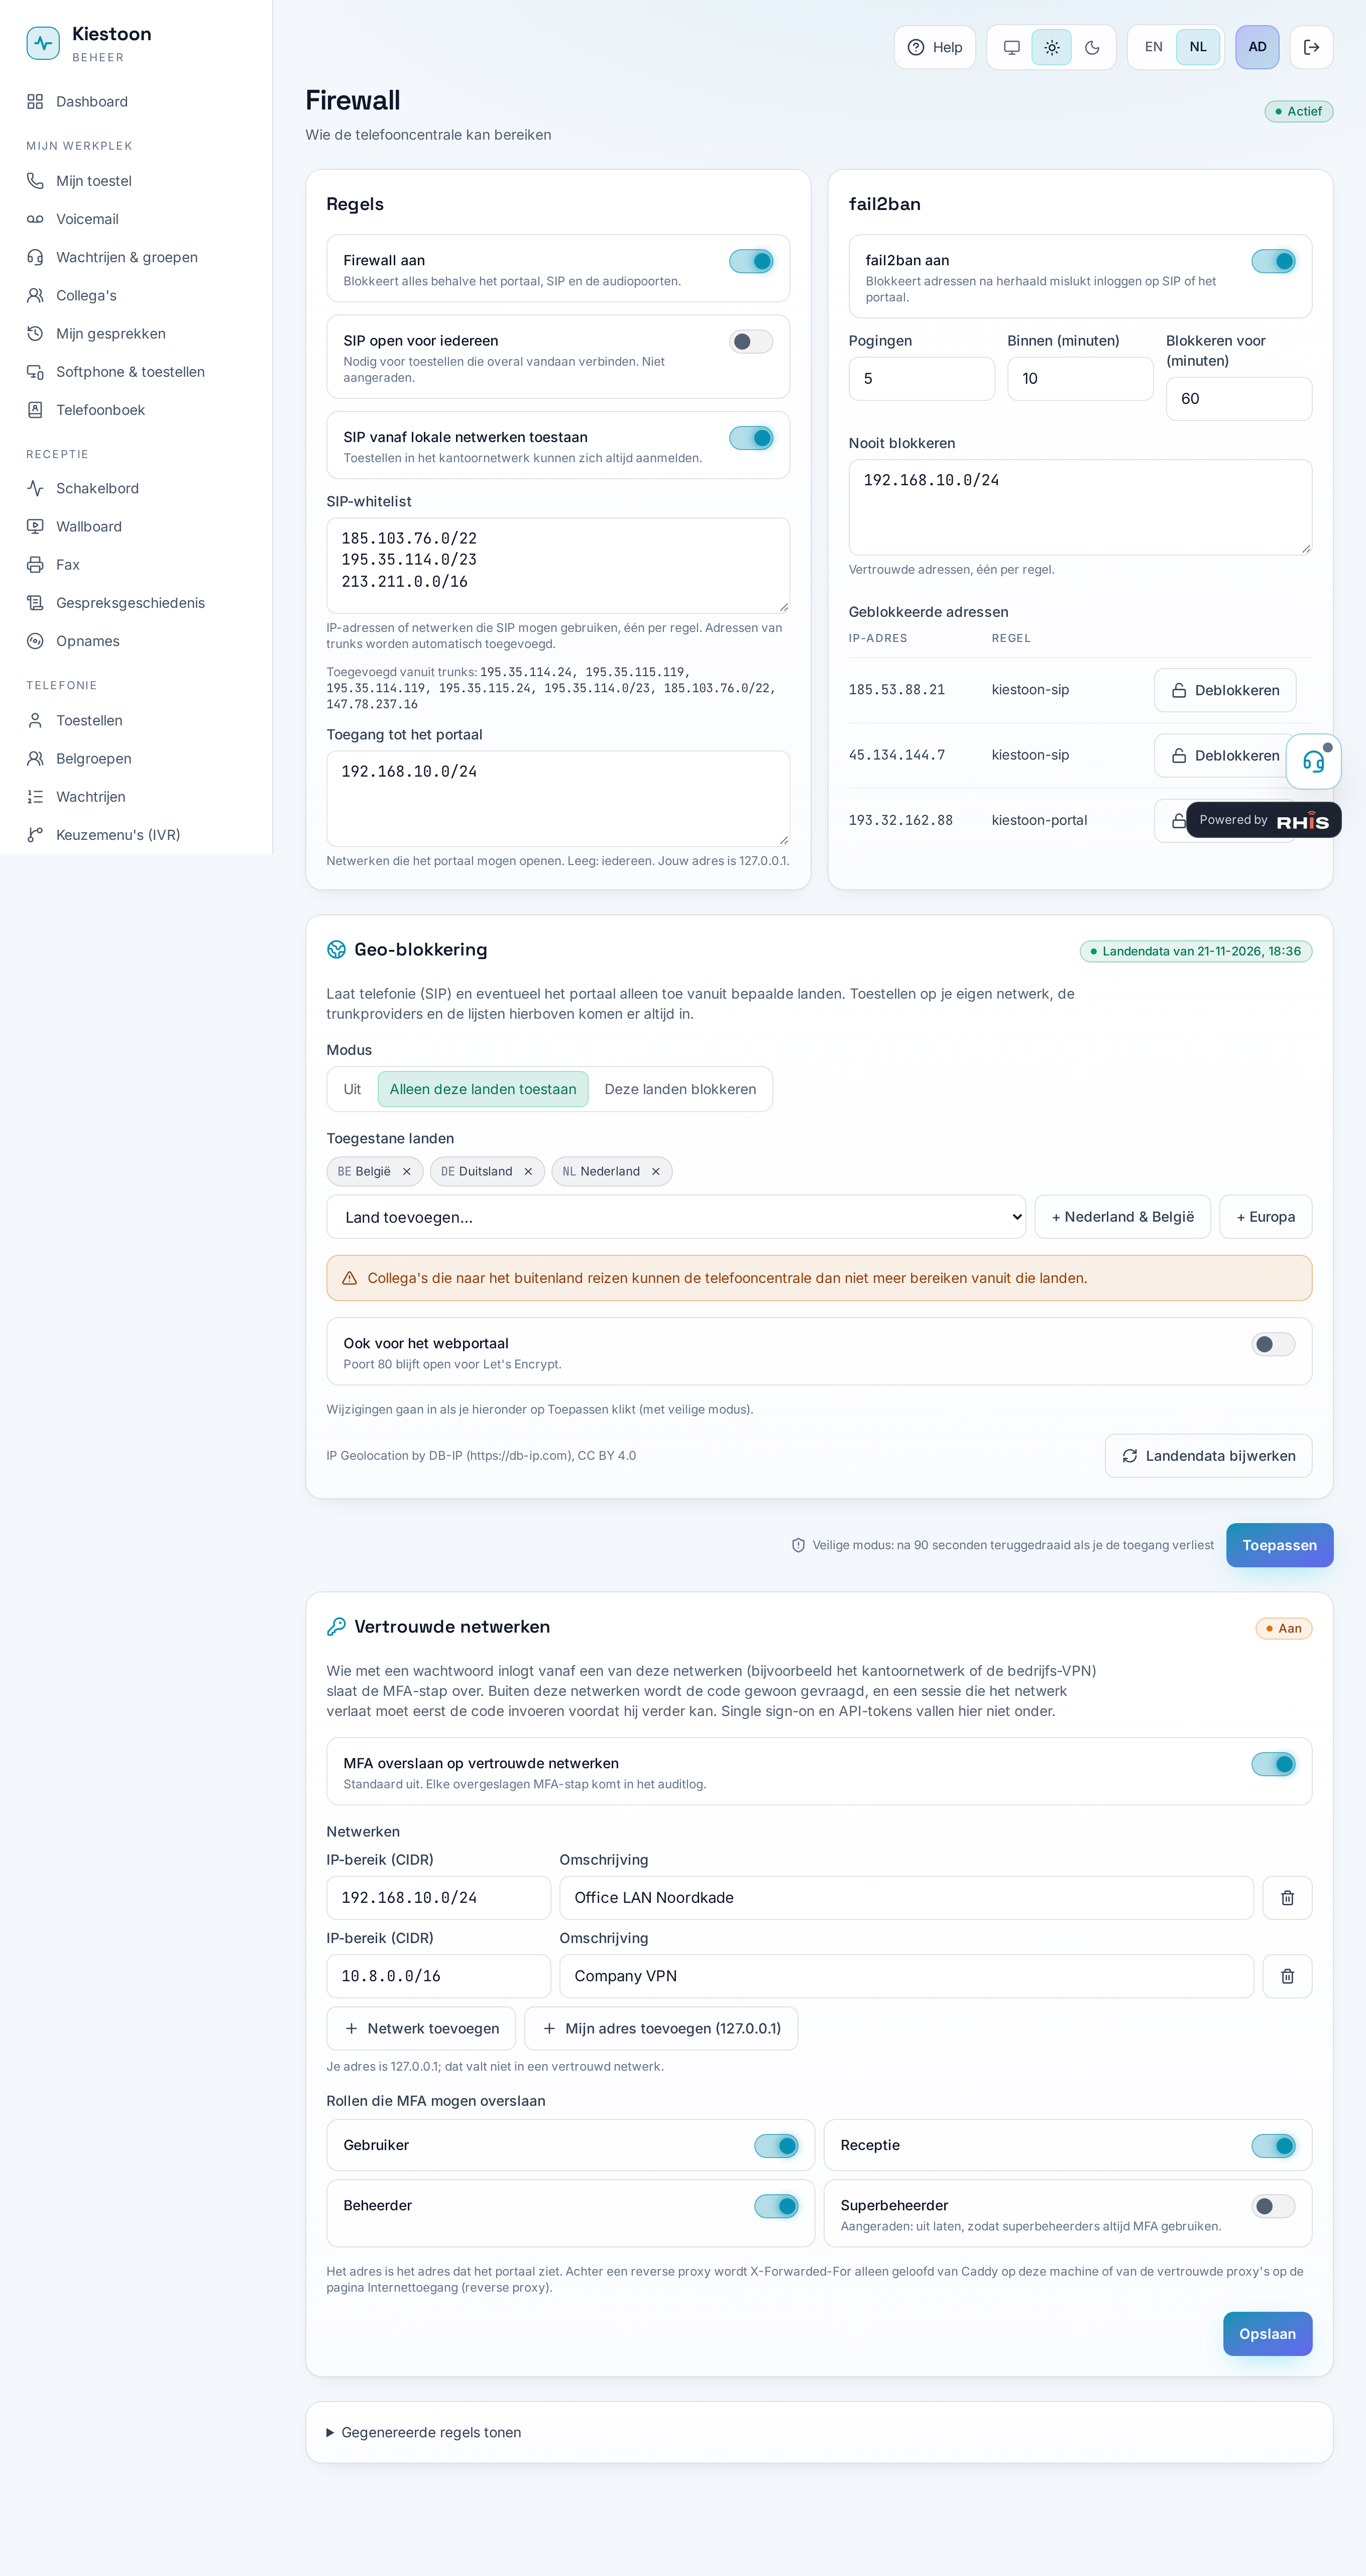 Kiestoon
BEHEER
Dashboard
MIJN WERKPLEK
Mijn toestel
Voicemail
Wachtrijen & groepen
Collega's
Mijn gesprekken
Softphone & toestellen
Telefoonboek
RECEPTIE
Schakelbord
Wallboard
Fax
Gespreksgeschiedenis
Opnames
TELEFONIE
Toestellen
Belgroepen
Wachtrijen
Keuzemenu's (IVR)
Help
EN
NL
AD
Firewall
Wie de telefooncentrale kan bereiken
Actief
Regels
Firewall aan
Blokkeert alles behalve het portaal, SIP en de audiopoorten.
SIP open voor iedereen
Nodig voor toestellen die overal vandaan verbinden. Niet
aangeraden.
SIP vanaf lokale netwerken toestaan
Toestellen in het kantoornetwerk kunnen zich altijd aanmelden.
SIP-whitelist
185.103.76.0/22
195.35.114.0/23
213.211.0.0/16
IP-adressen of netwerken die SIP mogen gebruiken, één per regel. Adressen van
trunks worden automatisch toegevoegd.
Toegevoegd vanuit trunks: 195.35.114.24, 195.35.115.119,
195.35.114.119, 195.35.115.24, 195.35.114.0/23, 185.103.76.0/22,
147.78.237.16
Toegang tot het portaal
192.168.10.0/24
Netwerken die het portaal mogen openen. Leeg: iedereen. Jouw adres is 127.0.0.1.
fail2ban
fail2ban aan
Blokkeert adressen na herhaald mislukt inloggen op SIP of het
portaal.
Pogingen
5
Binnen (minuten)
10
Blokkeren voor
(minuten)
60
Nooit blokkeren
192.168.10.0/24
Vertrouwde adressen, één per regel.
Geblokkeerde adressen
IP-ADRES REGEL
185.53.88.21 kiestoon-sip Deblokkeren
45.134.144.7 kiestoon-sip Deblokkeren
193.32.162.88 kiestoon-portal
Powered by RHIS
Geo-blokkering
Landendata van 21-11-2026, 18:36
Laat telefonie (SIP) en eventueel het portaal alleen toe vanuit bepaalde landen. Toestellen op je eigen netwerk, de
trunkproviders en de lijsten hierboven komen er altijd in.
Modus
Uit Alleen deze landen toestaan Deze landen blokkeren
Toegestane landen
BE België × DE Duitsland × NL Nederland ×
Land toevoegen... + Nederland & België + Europa
Collega's die naar het buitenland reizen kunnen de telefooncentrale dan niet meer bereiken vanuit die landen.
Ook voor het webportaal
Poort 80 blijft open voor Let's Encrypt.
Wijzigingen gaan in als je hieronder op Toepassen klikt (met veilige modus).
IP Geolocation by DB-IP (https://db-ip.com), CC BY 4.0
Landendata bijwerken
Veilige modus: na 90 seconden teruggedraaid als je de toegang verliest
Toepassen
Vertrouwde netwerken
Aan
Wie met een wachtwoord inlogt vanaf een van deze netwerken (bijvoorbeeld het kantoornetwerk of de bedrijfs-VPN)
slaat de MFA-stap over. Buiten deze netwerken wordt de code gewoon gevraagd, en een sessie die het netwerk
verlaat moet eerst de code invoeren voordat hij verder kan. Single sign-on en API-tokens vallen hier niet onder.
MFA overslaan op vertrouwde netwerken
Standaard uit. Elke overgeslagen MFA-stap komt in het auditlog.
Netwerken
IP-bereik (CIDR) Omschrijving
192.168.10.0/24 Office LAN Noordkade
IP-bereik (CIDR) Omschrijving
10.8.0.0/16 Company VPN
+ Netwerk toevoegen + Mijn adres toevoegen (127.0.0.1)
Je adres is 127.0.0.1; dat valt niet in een vertrouwd netwerk.
Rollen die MFA mogen overslaan
Gebruiker
Receptie
Beheerder
Superbeheerder
Aangeraden: uit laten, zodat superbeheerders altijd MFA gebruiken.
Het adres is het adres dat het portaal ziet. Achter een reverse proxy wordt X-Forwarded-For alleen geloofd van Caddy op deze machine of van de vertrouwde proxy's op de
pagina Internettoegang (reverse proxy).
Opslaan
Gegenereerde regels tonen